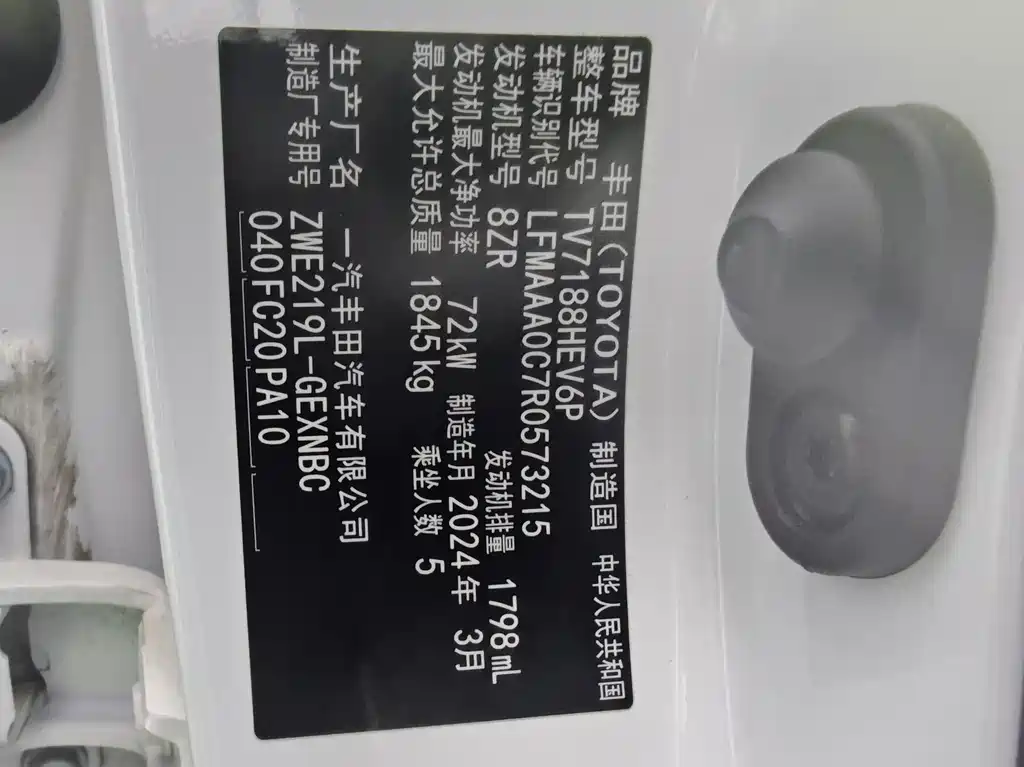 品牌 丰田(TOYOTA) 制造国 中华人民共和国
整车型号 TV7188HEV6P
车辆识别代号 LFMAAA0C7R0573215
发动机型号 8ZR 发动机排量 1798mL
发动机最大净功率 72kW 制造年月 2024年 3月
最大允许总质量 1845kg 乘坐人数 5
生产厂名 一汽丰田汽车有限公司
制造厂专用号 ZWE219L-GEXNBC
040FC20PA10